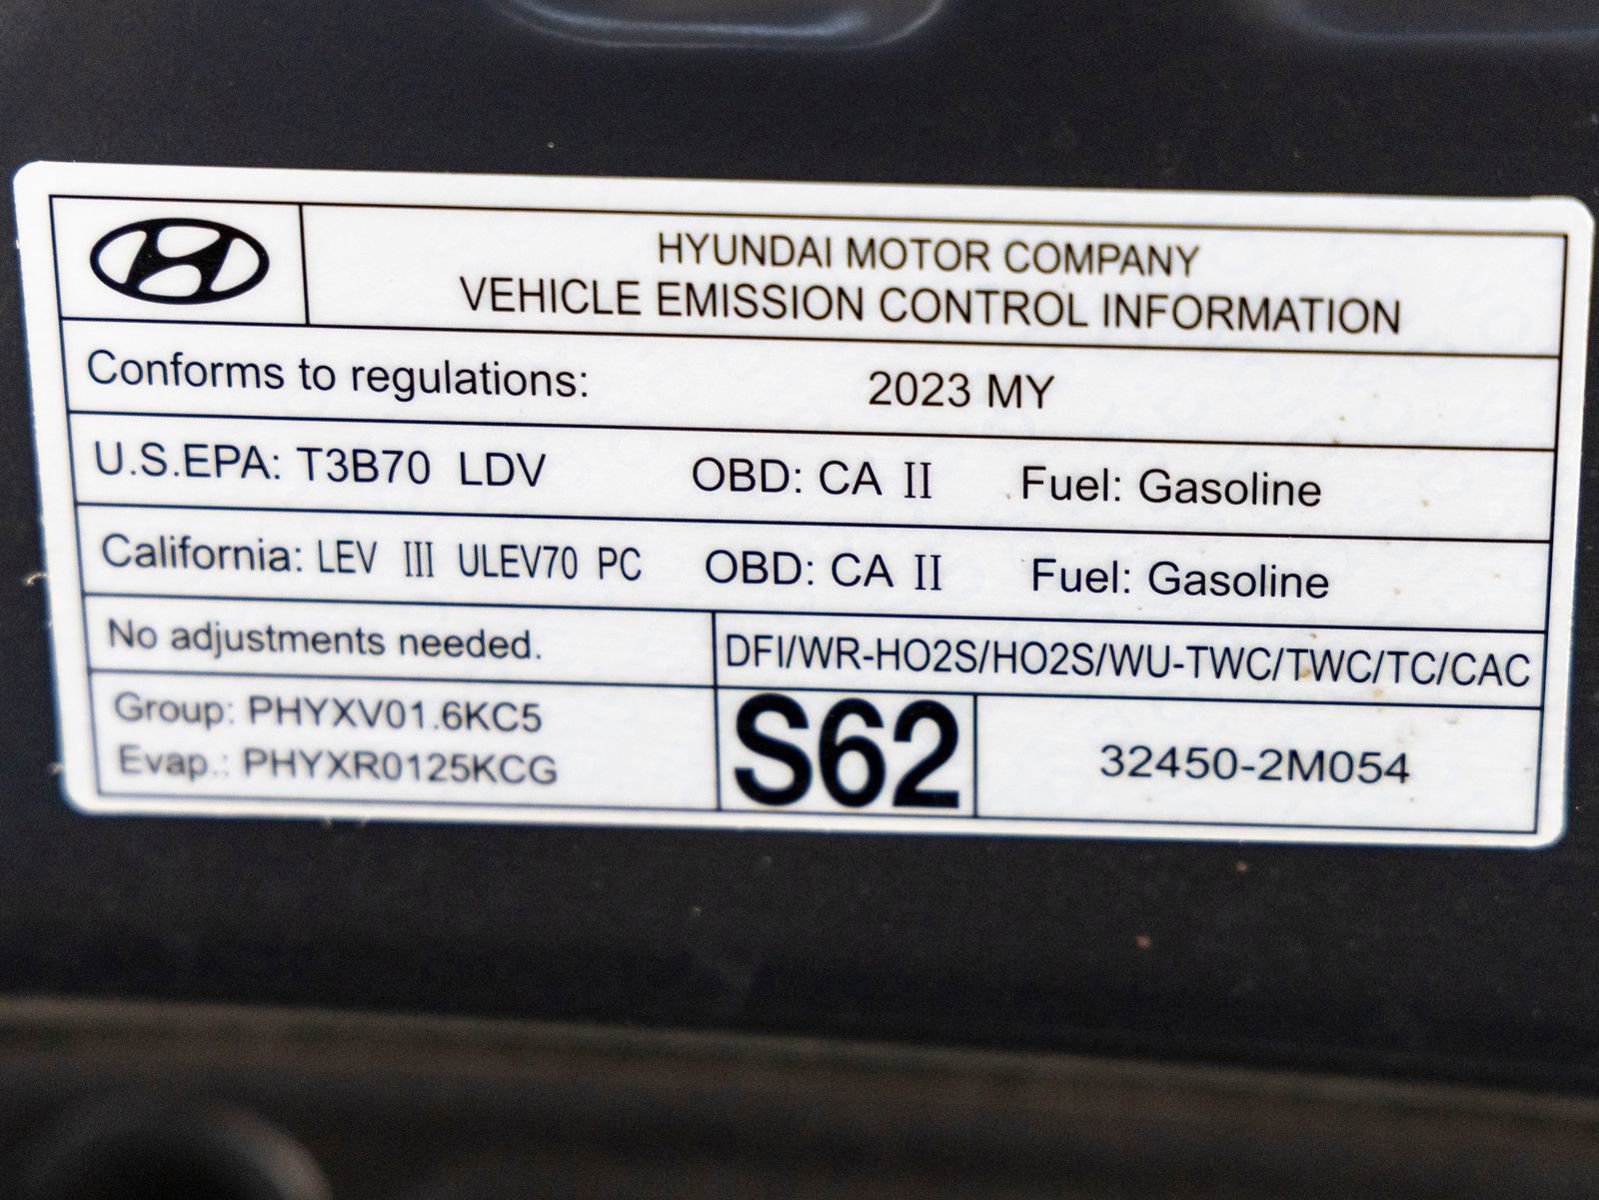 HYUNDAI MOTOR COMPANY
VEHICLE EMISSION CONTROL INFORMATION
Conforms to regulations: 2023 MY
U.S.EPA: T3B70 LDV OBD: CA II Fuel: Gasoline
California: LEV III ULEV70 PC OBD: CA II Fuel: Gasoline
No adjustments needed. DFI/WR-HO2S/HO2S/WU-TWC/TWC/TC/CAC
Group: PHYXV01.6KC5
Evap.: PHYXR0125KCG
S62
32450-2M054